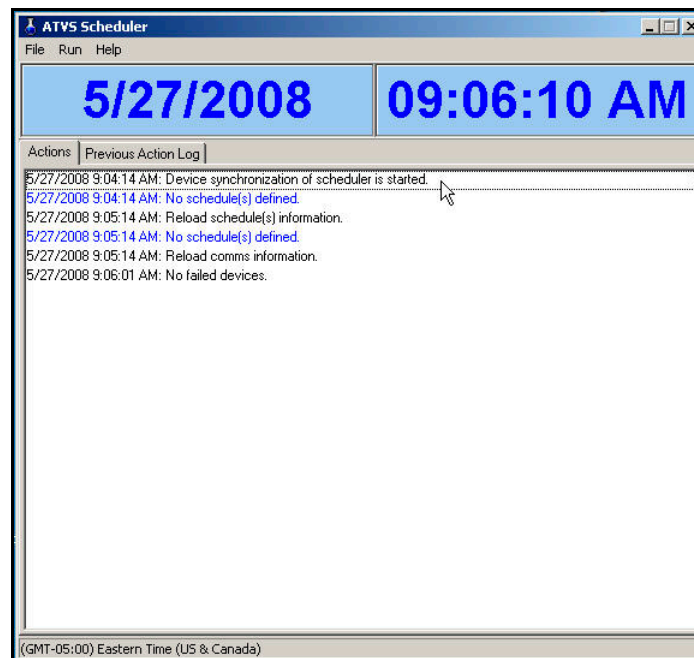 ATVS Scheduler
File Run Help
5/27/2008 09:06:10 AM
Actions Previous Action Log
5/27/2008 9:04:14 AM: Device synchronization of scheduler is started.
5/27/2008 9:04:14 AM: No schedule(s) defined.
5/27/2008 9:05:14 AM: Reload schedule(s) information.
5/27/2008 9:05:14 AM: No schedule(s) defined.
5/27/2008 9:05:14 AM: Reload comms information.
5/27/2008 9:06:01 AM: No failed devices.
(GMT-05:00) Eastern Time (US & Canada)